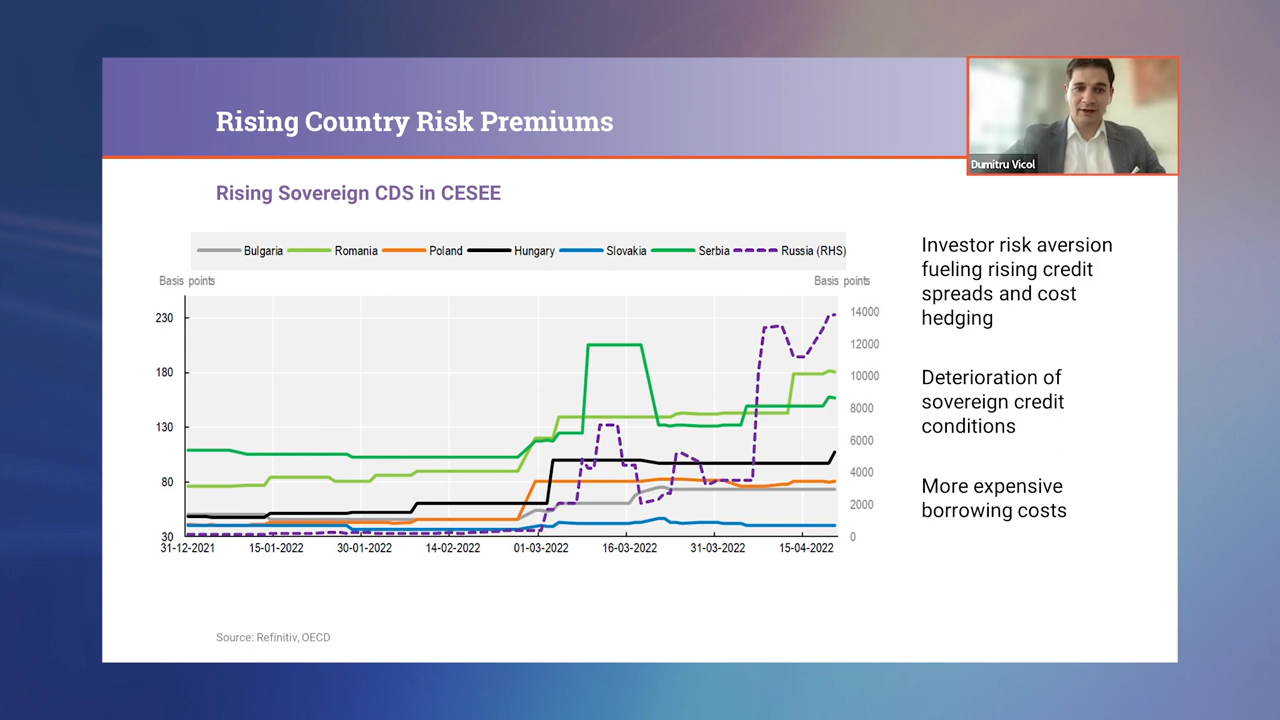 Rising Country Risk Premiums
Dumitru Vicol
Rising Sovereign CDS in CESEE
Bulgaria Romania Poland Hungary Slovakia Serbia Russia (RHS)
Basis points Basis points
230
180
130
80
30
14000
12000
10000
8000
6000
4000
2000
0
31-12-2021 15-01-2022 30-01-2022 14-02-2022 01-03-2022 16-03-2022 31-03-2022 15-04-2022
Investor risk aversion
fueling rising credit
spreads and cost
hedging
Deterioration of
sovereign credit
conditions
More expensive
borrowing costs
Source: Refinitiv, OECD